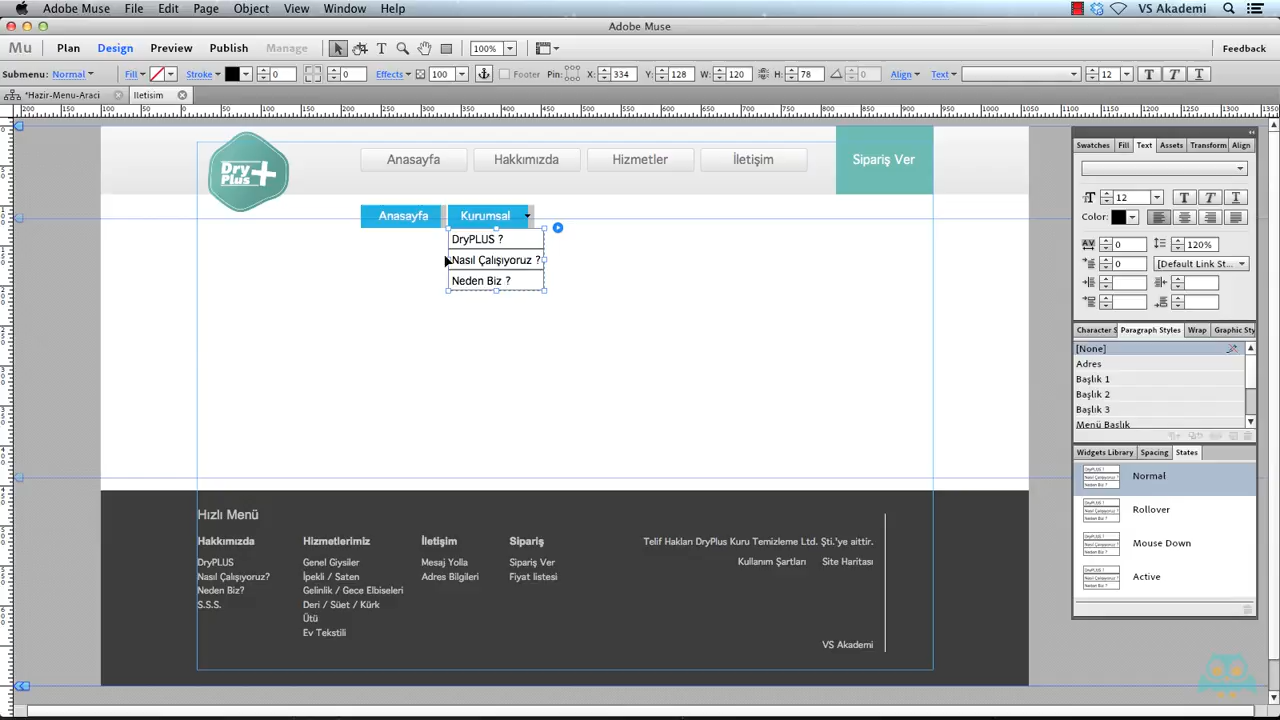 Adobe Muse File Edit Page Object View Window Help VS Akademi
Adobe Muse
Mu Plan Design Preview Publish Manage 100% Feedback
Submenu: Normal Fill Stroke: 0 0 Effects 100 Footer Pin: X: 334 Y: 128 W: 120 H: 78 0 Align Text 12
*Hazir-Menu-Araci Iletisim
Swatches Fill Text Assets Transform Align
Dry Plus
Anasayfa Hakkımızda Hizmetler İletişim Sipariş Ver
Anasayfa Kurumsal
DryPLUS ?
Nasıl Çalışıyoruz ?
Neden Biz ?
12
Color:
0 120%
0 [Default Link St...
Character S Paragraph Styles Wrap Graphic Sty
[None]
Adres
Başlık 1
Başlık 2
Başlık 3
Menü Başlık
Widgets Library Spacing States
Normal
Rollover
Mouse Down
Active
Hızlı Menü
Hakkımızda Hizmetlerimiz İletişim Sipariş
DryPLUS Genel Giysiler Mesaj Yolla Sipariş Ver
Nasıl Çalışıyoruz? İpekli / Saten Adres Bilgileri Fiyat listesi
Neden Biz? Gelinlik / Gece Elbiseleri
S.S.S. Deri / Süet / Kürk
Ütü
Ev Tekstili
Telif Hakları DryPlus Kuru Temizleme Ltd. Şti.'ye aittir.
Kullanım Şartları Site Haritası
VS Akademi